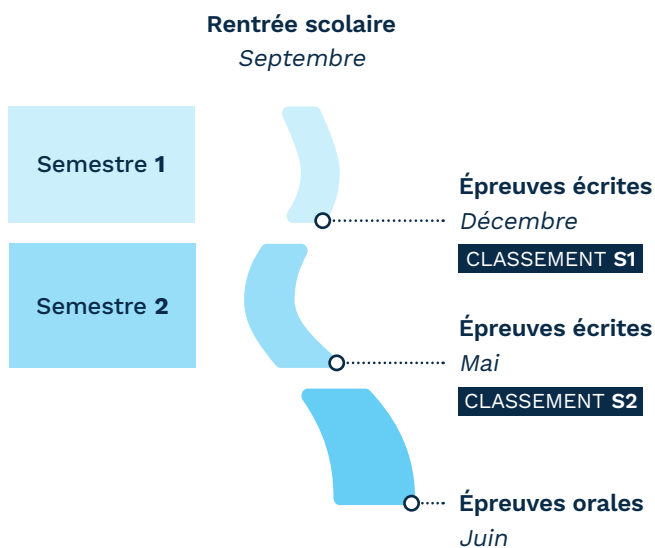 Rentrée scolaire
Septembre
Semestre 1
Épreuves écrites
Décembre
CLASSEMENT S1
Semestre 2
Épreuves écrites
Mai
CLASSEMENT S2
Épreuves orales
Juin